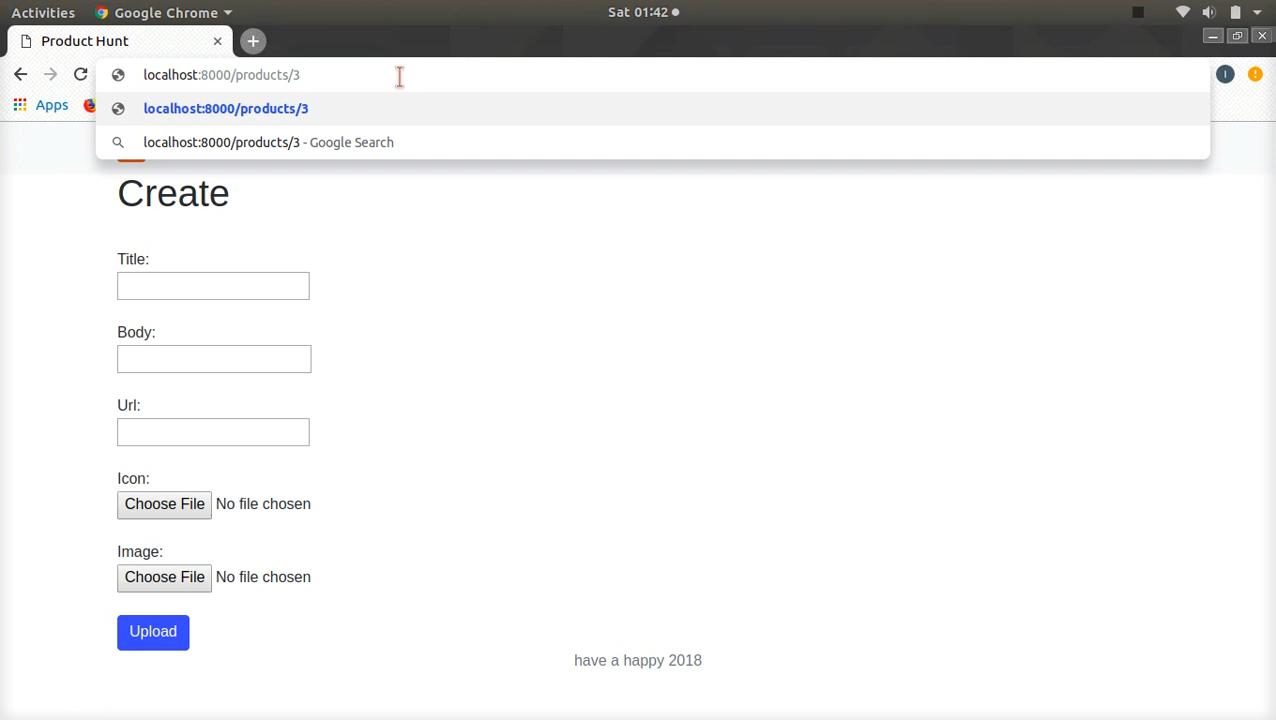 Activities Google Chrome Sat 01:42
Product Hunt
localhost:8000/products/3
Apps
localhost:8000/products/3
localhost:8000/products/3 - Google Search
I
Create
Title:
Body:
Url:
Icon:
Choose File No file chosen
Image:
Choose File No file chosen
Upload
have a happy 2018